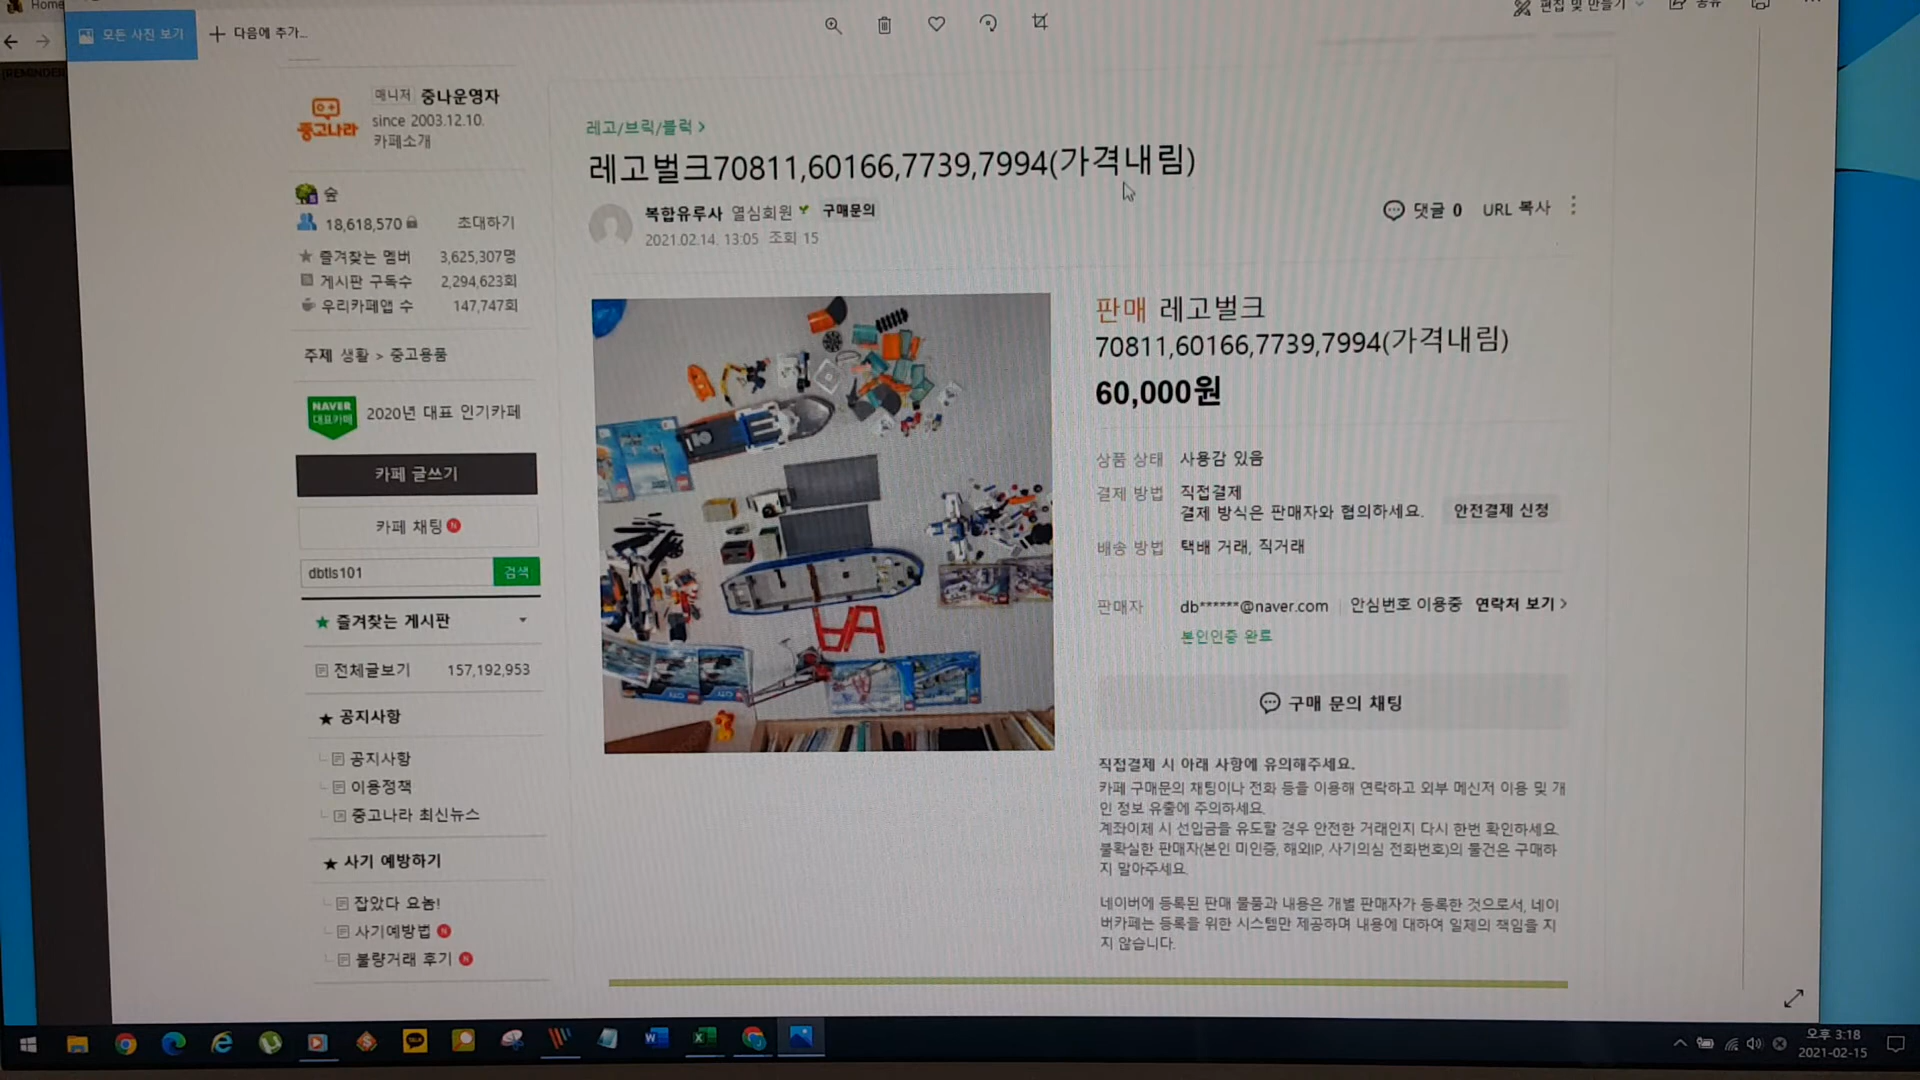 Home
모든 사진 보기
다음에 추가...
편집 및 만들기
공유
중고나라
매니저 중나운영자
since 2003.12.10.
카페소개
숲
18,618,570
초대하기
즐겨찾는 멤버 3,625,307명
게시판 구독수 2,294,623회
우리카페앱 수 147,747회
주제 생활 > 중고용품
NAVER
대표카페
2020년 대표 인기카페
카페 글쓰기
카페 채팅 N
dbtls101
검색
즐겨찾는 게시판
전체글보기 157,192,953
공지사항
공지사항
이용정책
중고나라 최신뉴스
사기 예방하기
잡았다 요놈!
사기예방법 N
불량거래 후기 N
레고/브릭/블럭 >
레고벌크70811,60166,7739,7994(가격내림)
복합유루사 열심회원 구매문의
2021.02.14. 13:05 조회 15
댓글 0 URL 복사
판매 레고벌크
70811,60166,7739,7994(가격내림)
60,000원
상품 상태 사용감 있음
결제 방법 직접결제
결제 방식은 판매자와 협의하세요. 안전결제 신청
배송 방법 택배 거래, 직거래
판매자 db******@naver.com 안심번호 이용중 연락처 보기 >
본인인증 완료
구매 문의 채팅
직접결제 시 아래 사항에 유의해주세요.
카페 구매문의 채팅이나 전화 등을 이용해 연락하고 외부 메신저 이용 및 개
인 정보 유출에 주의하세요.
계좌이체 시 선입금을 유도할 경우 안전한 거래인지 다시 한번 확인하세요.
불확실한 판매자(본인 미인증, 해외IP, 사기의심 전화번호)의 물건은 구매하
지 말아주세요.
네이버에 등록된 판매 물품과 내용은 개별 판매자가 등록한 것으로서, 네이
버카페는 등록을 위한 시스템만 제공하며 내용에 대하여 일체의 책임을 지
지 않습니다.
오후 3:18
2021-02-15